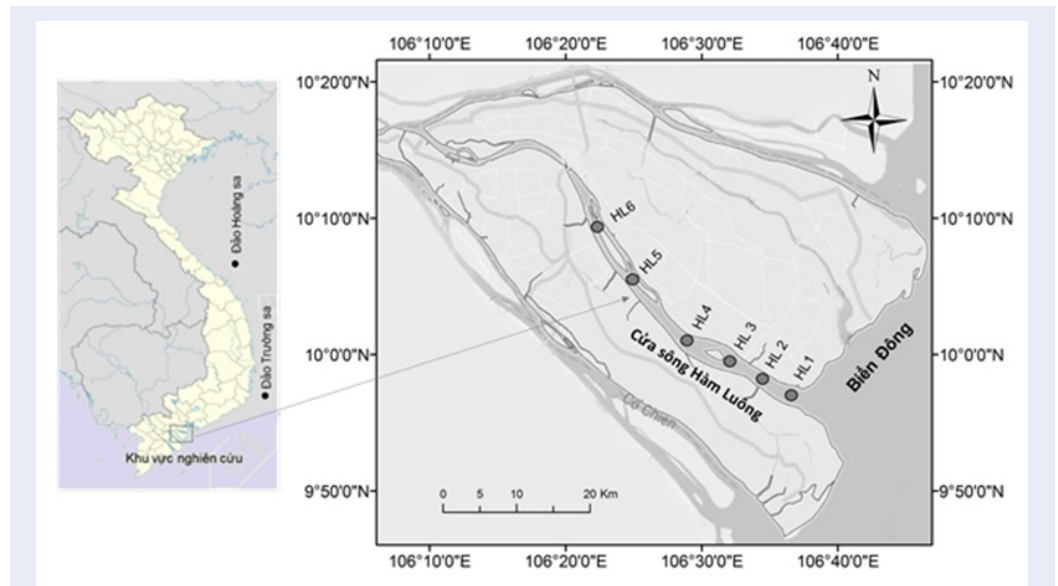 106°10'0"E 106°20'0"E 106°30'0"E 106°40'0"E
10°20'0"N 10°20'0"N
N
Đảo Hoàng sa
10°10'0"N 10°10'0"N
HL6
HL5
HL4
HL 3
HL 2
HL1
Đảo Trường sa
10°0'0"N 10°0'0"N
Cửa sông Hàm Luông
Biển Đông
Cổ Chiên
Khu vực nghiên cứu
0 5 10 20 Km
9°50'0"N 9°50'0"N
106°10'0"E 106°20'0"E 106°30'0"E 106°40'0"E